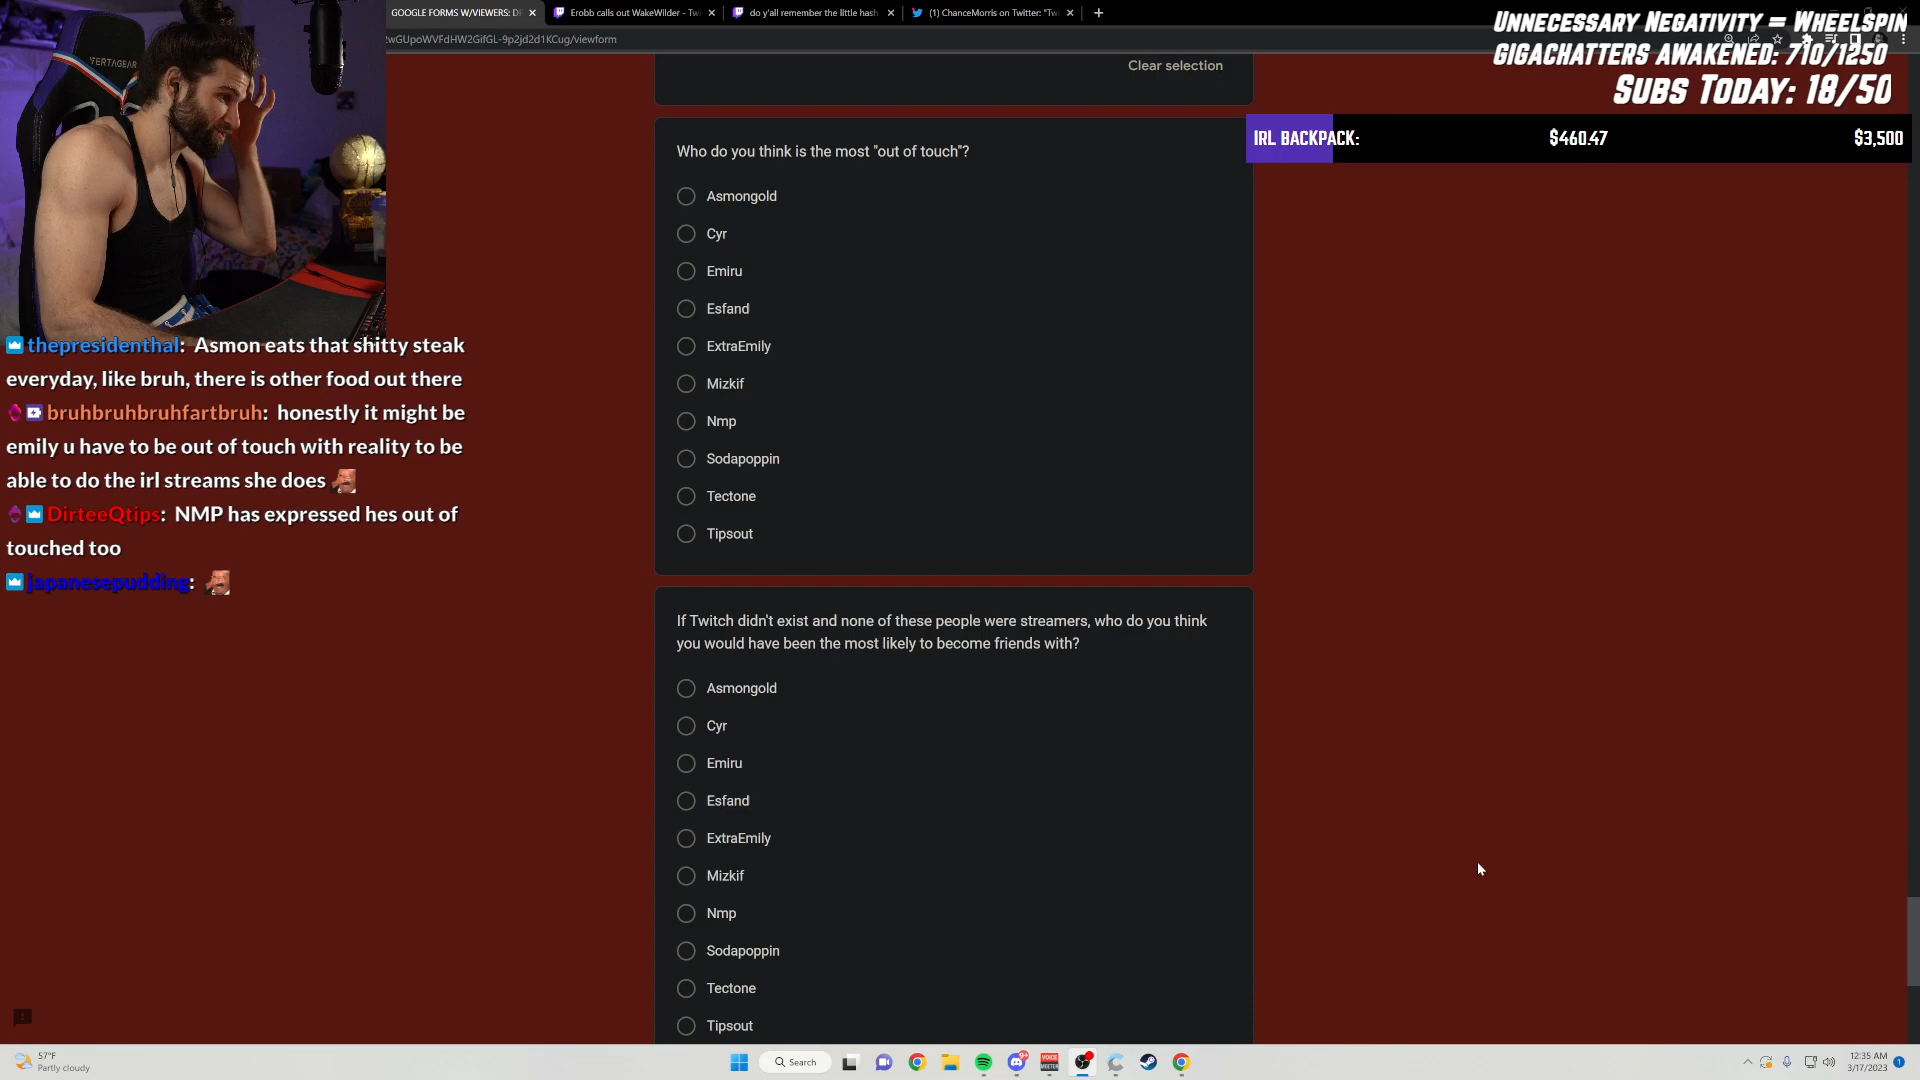 GOOGLE FORMS W/VIEWERS: DR
Erobb calls out WakeWilder - Twi
do y'all remember the little hash
(1) ChanceMorris on Twitter: "Tw
wGUpoWVFdHW2GifGL-9p2jd2d1KCug/viewform
Unnecessary Negativity = Wheelspin
GIGACHATTERS AWAKENED: 710/1250
Subs Today: 18/50
IRL BACKPACK: $460.47 $3,500
Clear selection
Who do you think is the most "out of touch"?
Asmongold
Cyr
Emiru
Esfand
ExtraEmily
Mizkif
Nmp
Sodapoppin
Tectone
Tipsout
If Twitch didn't exist and none of these people were streamers, who do you think
you would have been the most likely to become friends with?
Asmongold
Cyr
Emiru
Esfand
ExtraEmily
Mizkif
Nmp
Sodapoppin
Tectone
Tipsout
thepresidenthal: Asmon eats that shitty steak
everyday, like bruh, there is other food out there
bruhbruhbruhfartbruh: honestly it might be
emily u have to be out of touch with reality to be
able to do the irl streams she does
DirteeQtips: NMP has expressed hes out of
touched too
japanesepudding:
57°F
Partly cloudy
Search
12:35 AM
3/17/2023
1